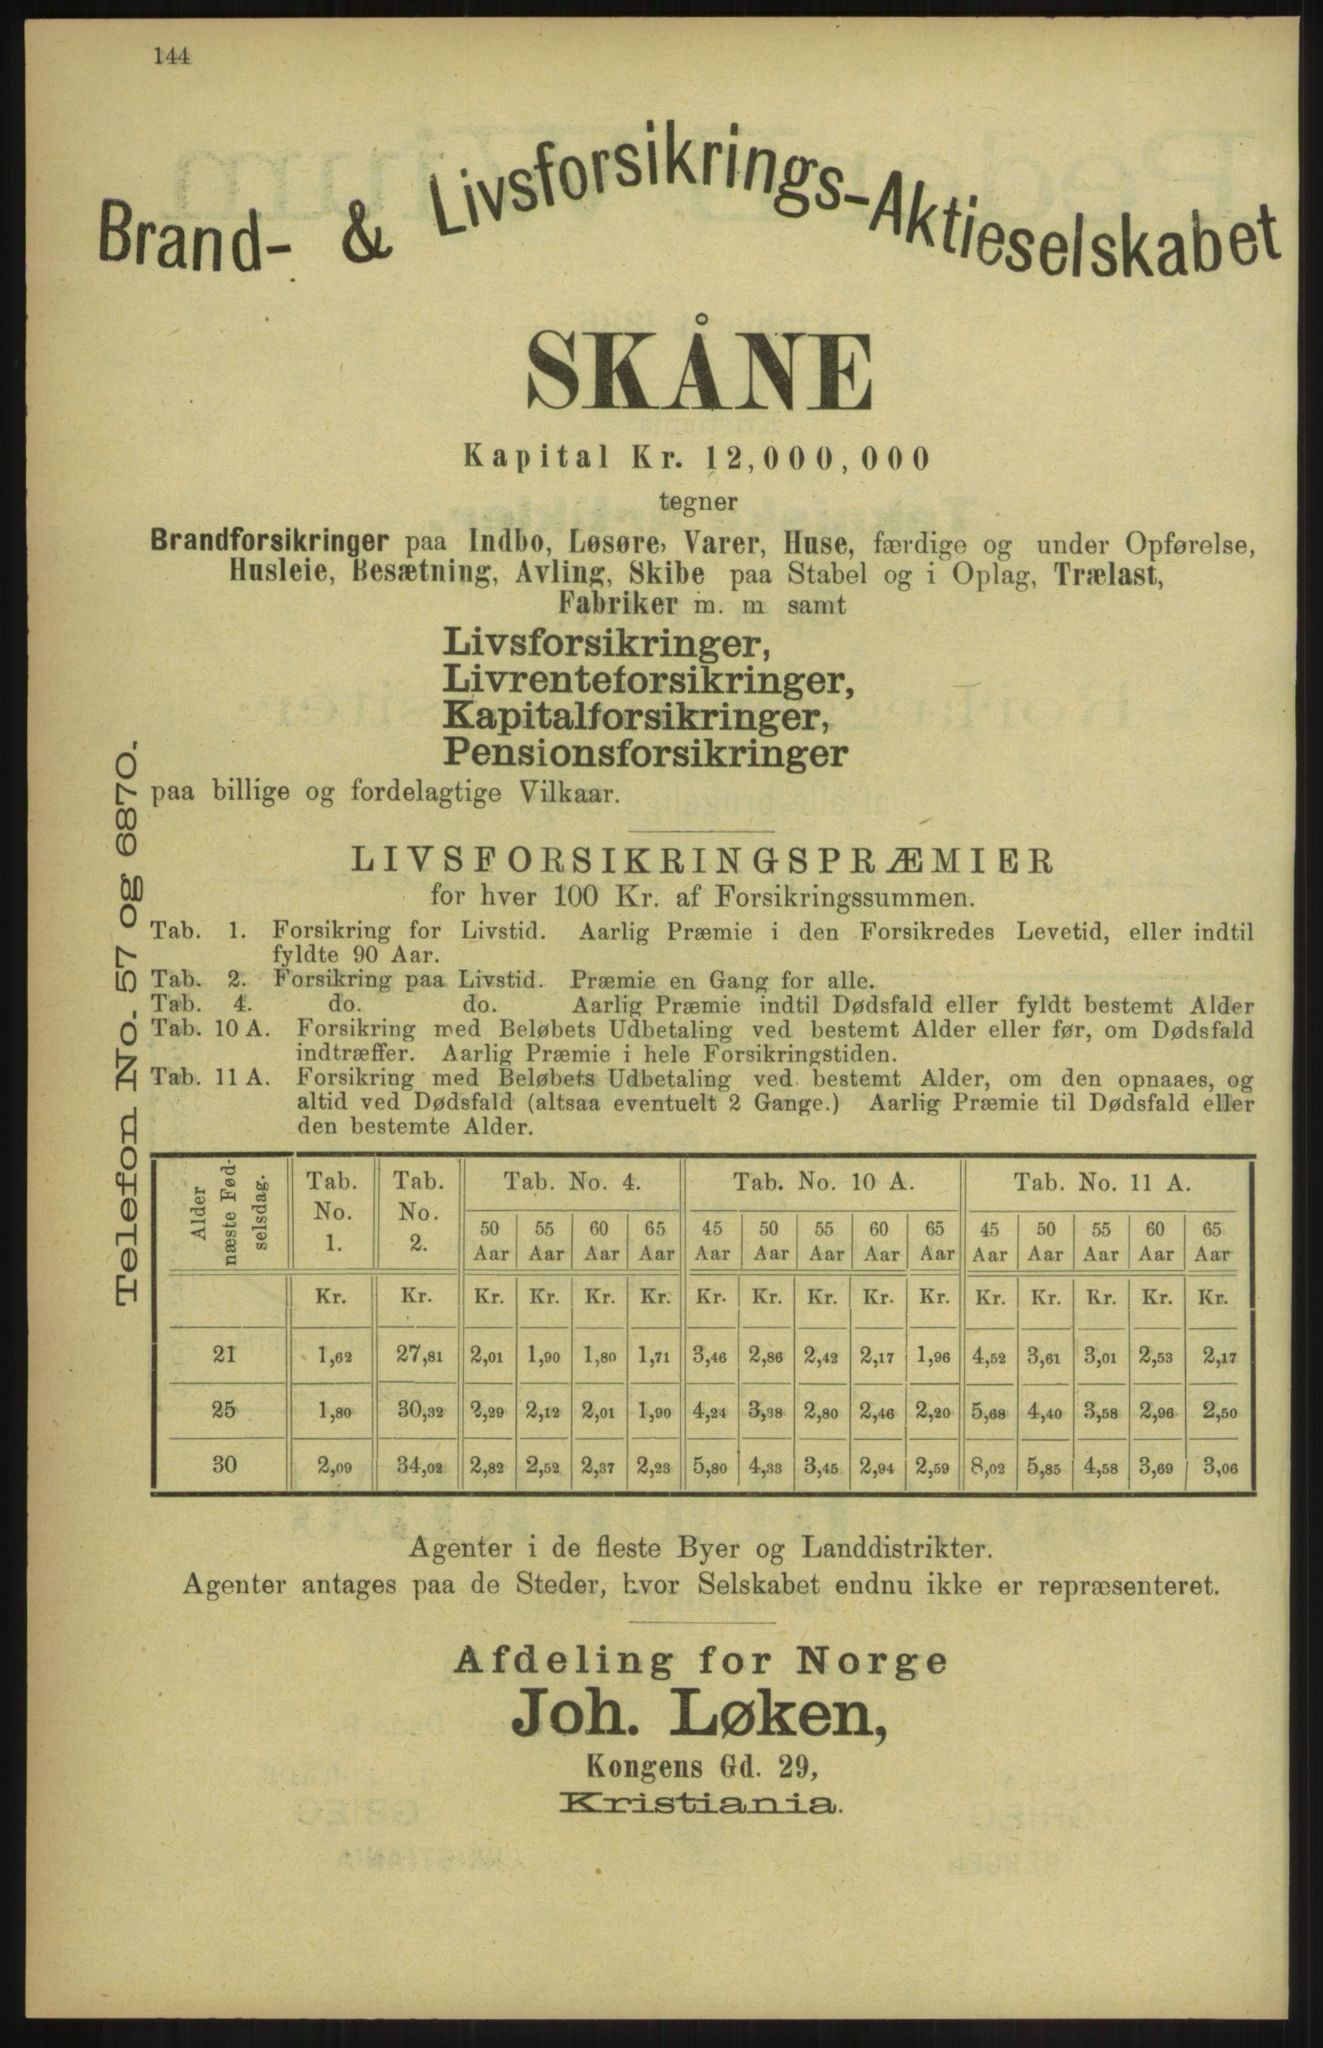 144
Brand- & Livsforsikrings-Aktieselskabet
SKÅNE
Kapital Kr. 12,000,000
tegner
Brandforsikringer paa Indbo, Løsøre, Varer, Huse, færdige og under Opførelse,
Husleie, Besætning, Avling, Skibe paa Stabel og i Oplag, Trælast,
Fabriker m. m samt
Livsforsikringer,
Livrenteforsikringer,
Kapitalforsikringer,
Pensionsforsikringer
paa billige og fordelagtige Vilkaar.
Telefon No. 57 og 6870.
LIVSFORSIKRINGSPRÆMIER
for hver 100 Kr. af Forsikringssummen.
Tab. 1. Forsikring for Livstid. Aarlig Præmie i den Forsikredes Levetid, eller indtil
fyldte 90 Aar.
Tab. 2. Forsikring paa Livstid. Præmie en Gang for alle.
Tab. 4. do. do. Aarlig Præmie indtil Dødsfald eller fyldt bestemt Alder
Tab. 10 A. Forsikring med Beløbets Udbetaling ved bestemt Alder eller før, om Dødsfald
indtræffer. Aarlig Præmie i hele Forsikringstiden.
Tab. 11 A. Forsikring med Beløbets Udbetaling ved bestemt Alder, om den opnaaes, og
altid ved Dødsfald (altsaa eventuelt 2 Gange.) Aarlig Præmie til Dødsfald eller
den bestemte Alder.
Alder
næste Fød-
selsdag.
Tab. No. 1. Tab. No. 2. Tab. No. 4. Tab. No. 10 A. Tab. No. 11 A.
50 55 60 65 45 50 55 60 65 45 50 55 60 65
Aar Aar Aar Aar Aar Aar Aar Aar Aar Aar Aar Aar Aar Aar
Kr. Kr. Kr. Kr. Kr. Kr. Kr. Kr. Kr. Kr. Kr. Kr. Kr. Kr. Kr. Kr.
21 1,62 27,81 2,01 1,90 1,80 1,71 3,46 2,86 2,42 2,17 1,96 4,52 3,61 3,01 2,53 2,17
25 1,80 30,32 2,29 2,12 2,01 1,90 4,24 3,38 2,80 2,46 2,20 5,68 4,40 3,58 2,96 2,50
30 2,09 34,02 2,82 2,52 2,37 2,23 5,80 4,33 3,45 2,94 2,59 8,02 5,85 4,58 3,69 3,06
Agenter i de fleste Byer og Landdistrikter.
Agenter antages paa de Steder, hvor Selskabet endnu ikke er repræsenteret.
Afdeling for Norge
Joh. Løken,
Kongens Gd. 29,
Kristiania.